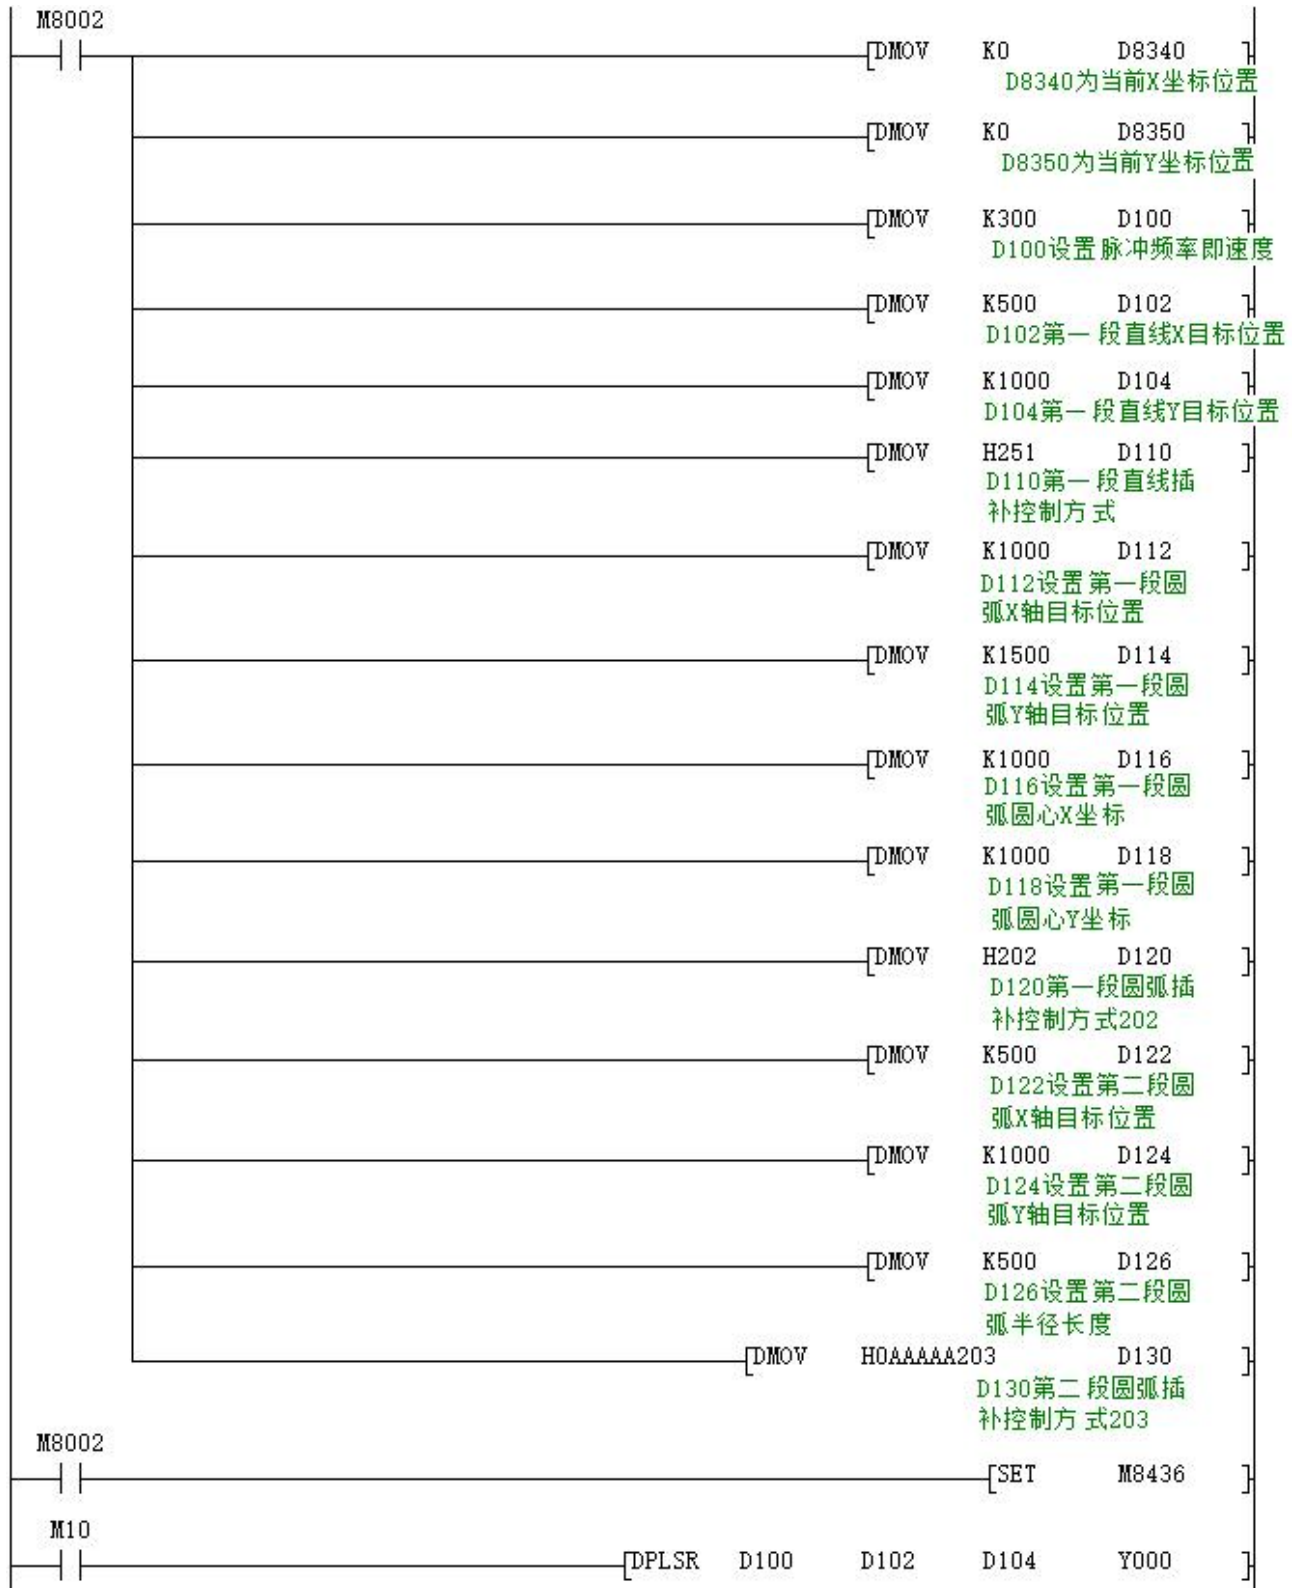 M8002
DMOV K0 D8340
D8340为当前X坐标位置
DMOV K0 D8350
D8350为当前Y坐标位置
DMOV K300 D100
D100设置脉冲频率即速度
DMOV K500 D102
D102第一段直线X目标位置
DMOV K1000 D104
D104第一段直线Y目标位置
DMOV H251 D110
D110第一段直线插
补控制方式
DMOV K1000 D112
D112设置第一段圆
弧X轴目标位置
DMOV K1500 D114
D114设置第一段圆
弧Y轴目标位置
DMOV K1000 D116
D116设置第一段圆
弧圆心X坐标
DMOV K1000 D118
D118设置第一段圆
弧圆心Y坐标
DMOV H202 D120
D120第一段圆弧插
补控制方式202
DMOV K500 D122
D122设置第二段圆
弧X轴目标位置
DMOV K1000 D124
D124设置第二段圆
弧Y轴目标位置
DMOV K500 D126
D126设置第二段圆
弧半径长度
DMOV H0AAAAA203 D130
D130第二段圆弧插
补控制方式203
M8002
SET M8436
M10
DPLSR D100 D102 D104 Y000